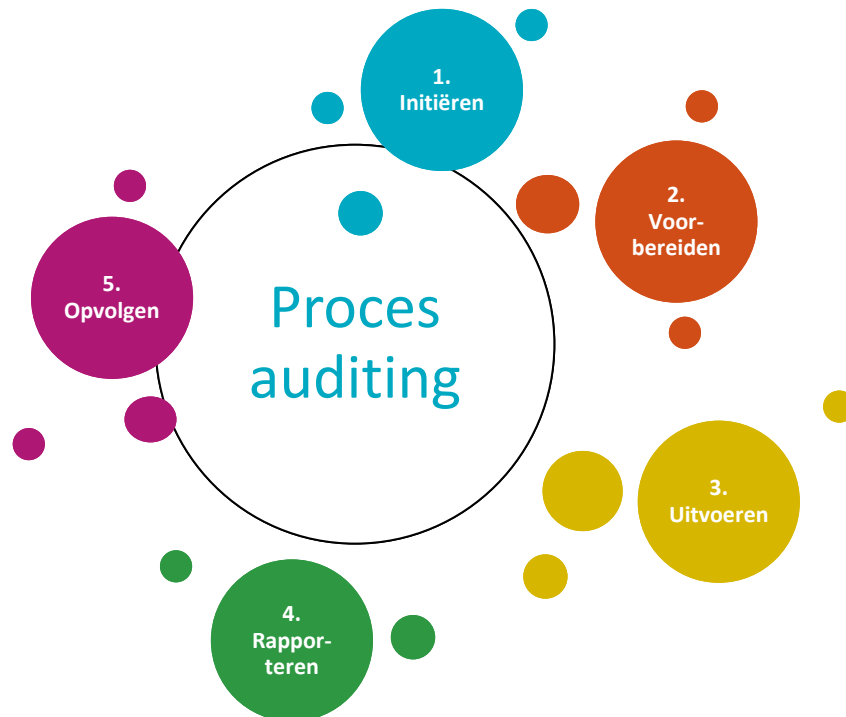 1.
Initiëren
2.
Voor-
bereiden
5.
Opvolgen
Proces
auditing
3.
Uitvoeren
4.
Rappor-
teren